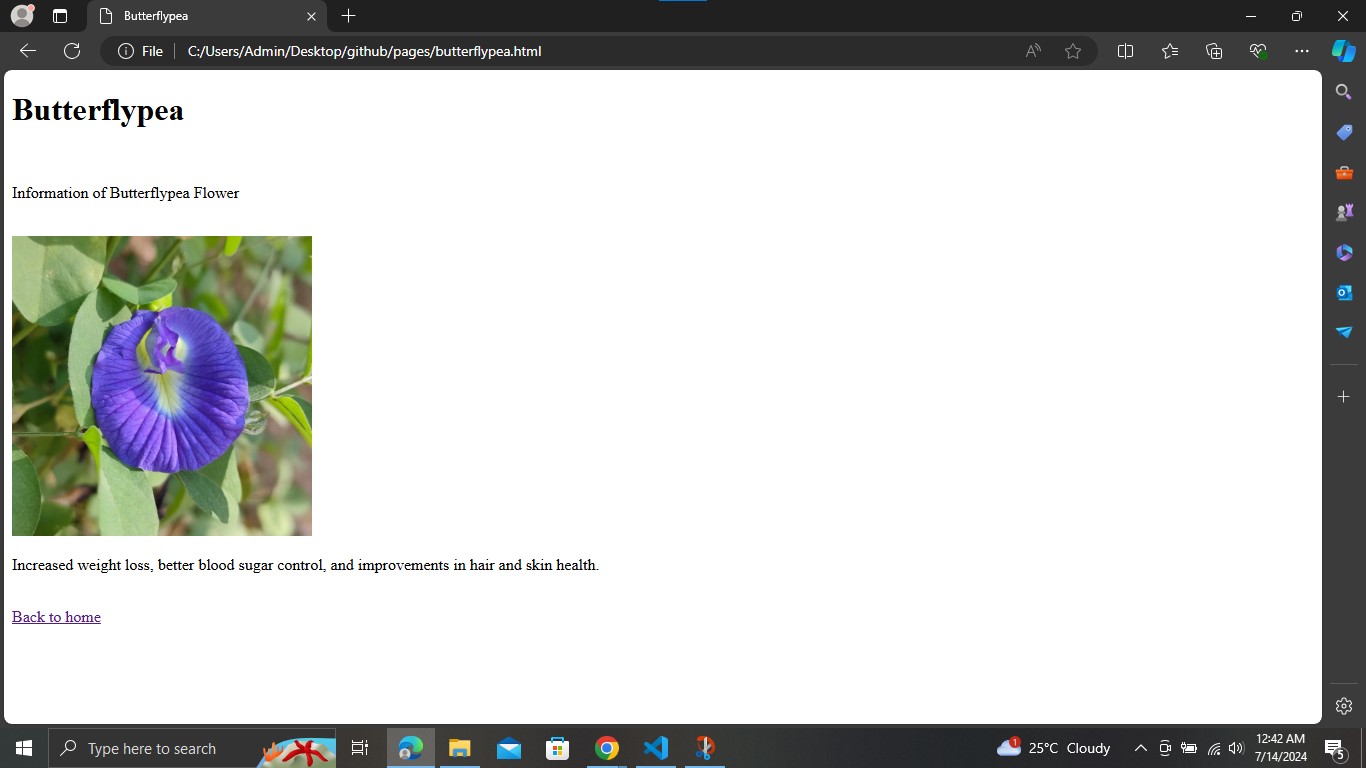 Butterflypea
File
C:/Users/Admin/Desktop/github/pages/butterflypea.html
Butterflypea
Information of Butterflypea Flower
Increased weight loss, better blood sugar control, and improvements in hair and skin health.
Back to home
Type here to search
1
25°C Cloudy
12:42 AM
7/14/2024
5